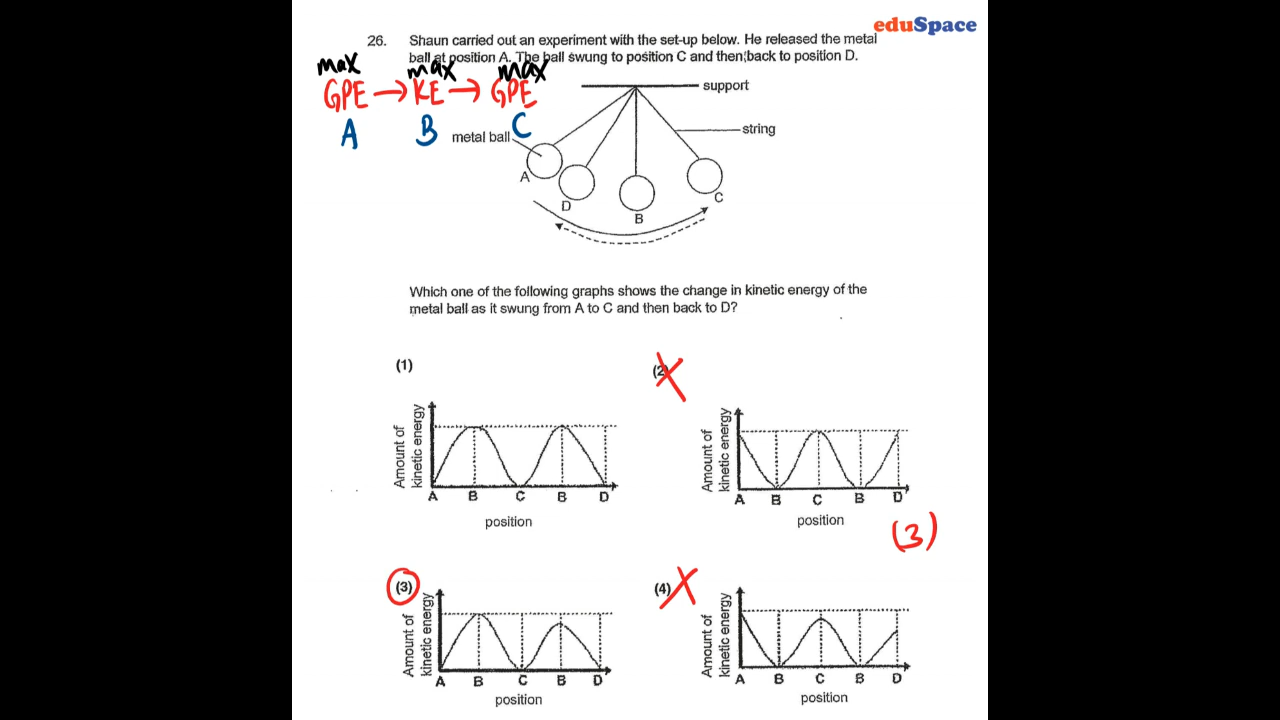 eduSpace
26. Shaun carried out an experiment with the set-up below. He released the metal
ball at position A. The ball swung to position C and then back to position D.
max max max
GPE → KE → GPE
A B C
support
string
metal ball
A
D
B
C
Which one of the following graphs shows the change in kinetic energy of the
metal ball as it swung from A to C and then back to D?
(1)
Amount of
kinetic energy
A B C B D
position
(2)
Amount of
kinetic energy
A B C B D
position
(3)
(3)
Amount of
kinetic energy
A B C B D
position
(4)
Amount of
kinetic energy
A B C B D
position